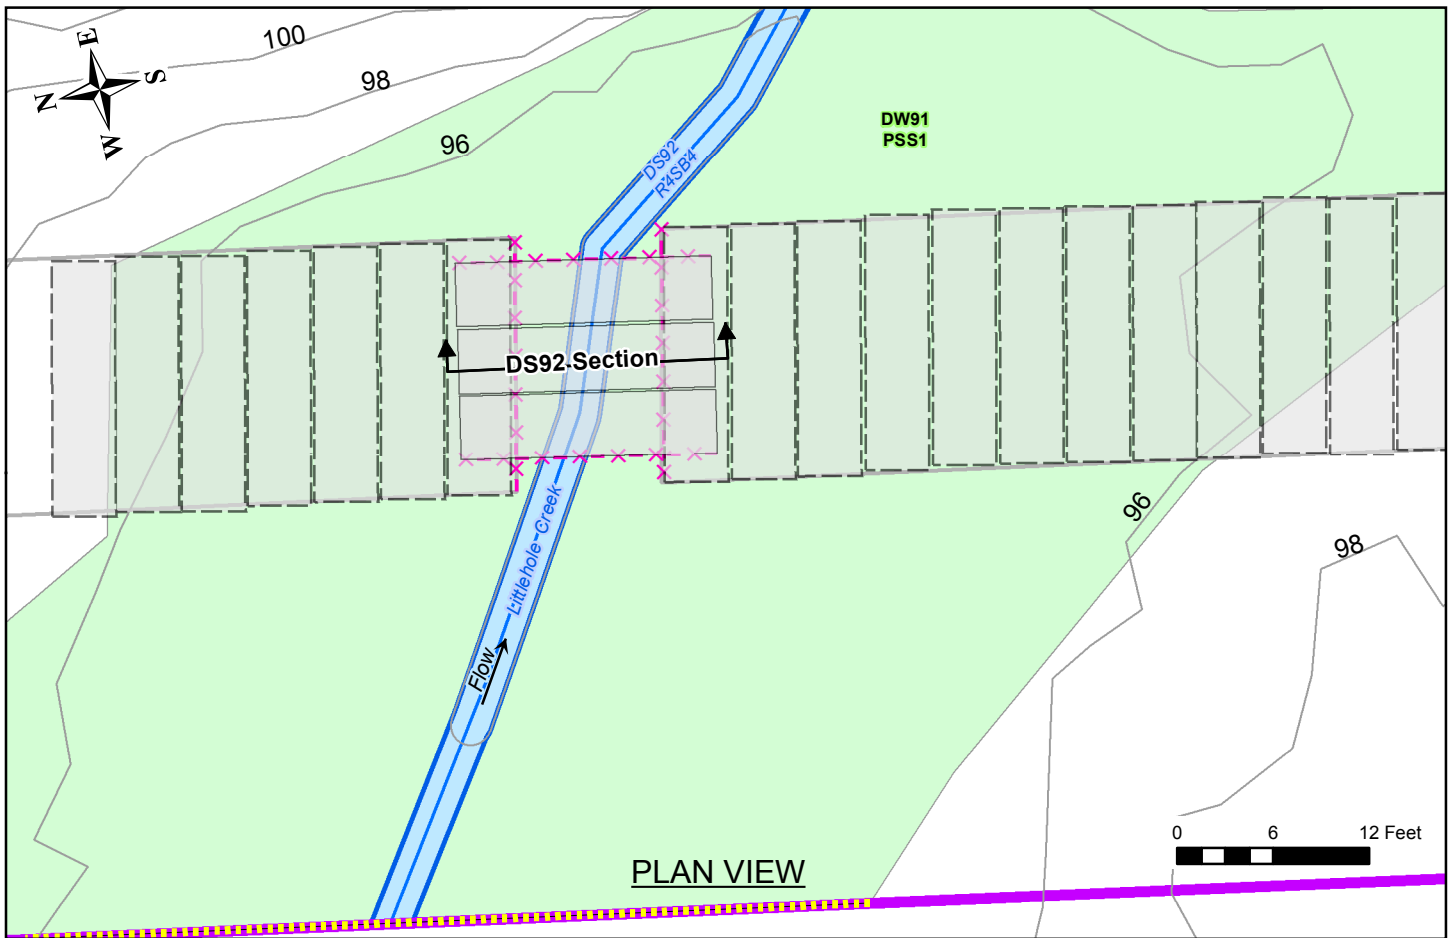 E
S
N
W
100
98
96
DW91
PSS1
DS92
R4SB4
DS92 Section
Littlehole Creek
Flow
96
98
0 6 12 Feet
PLAN VIEW